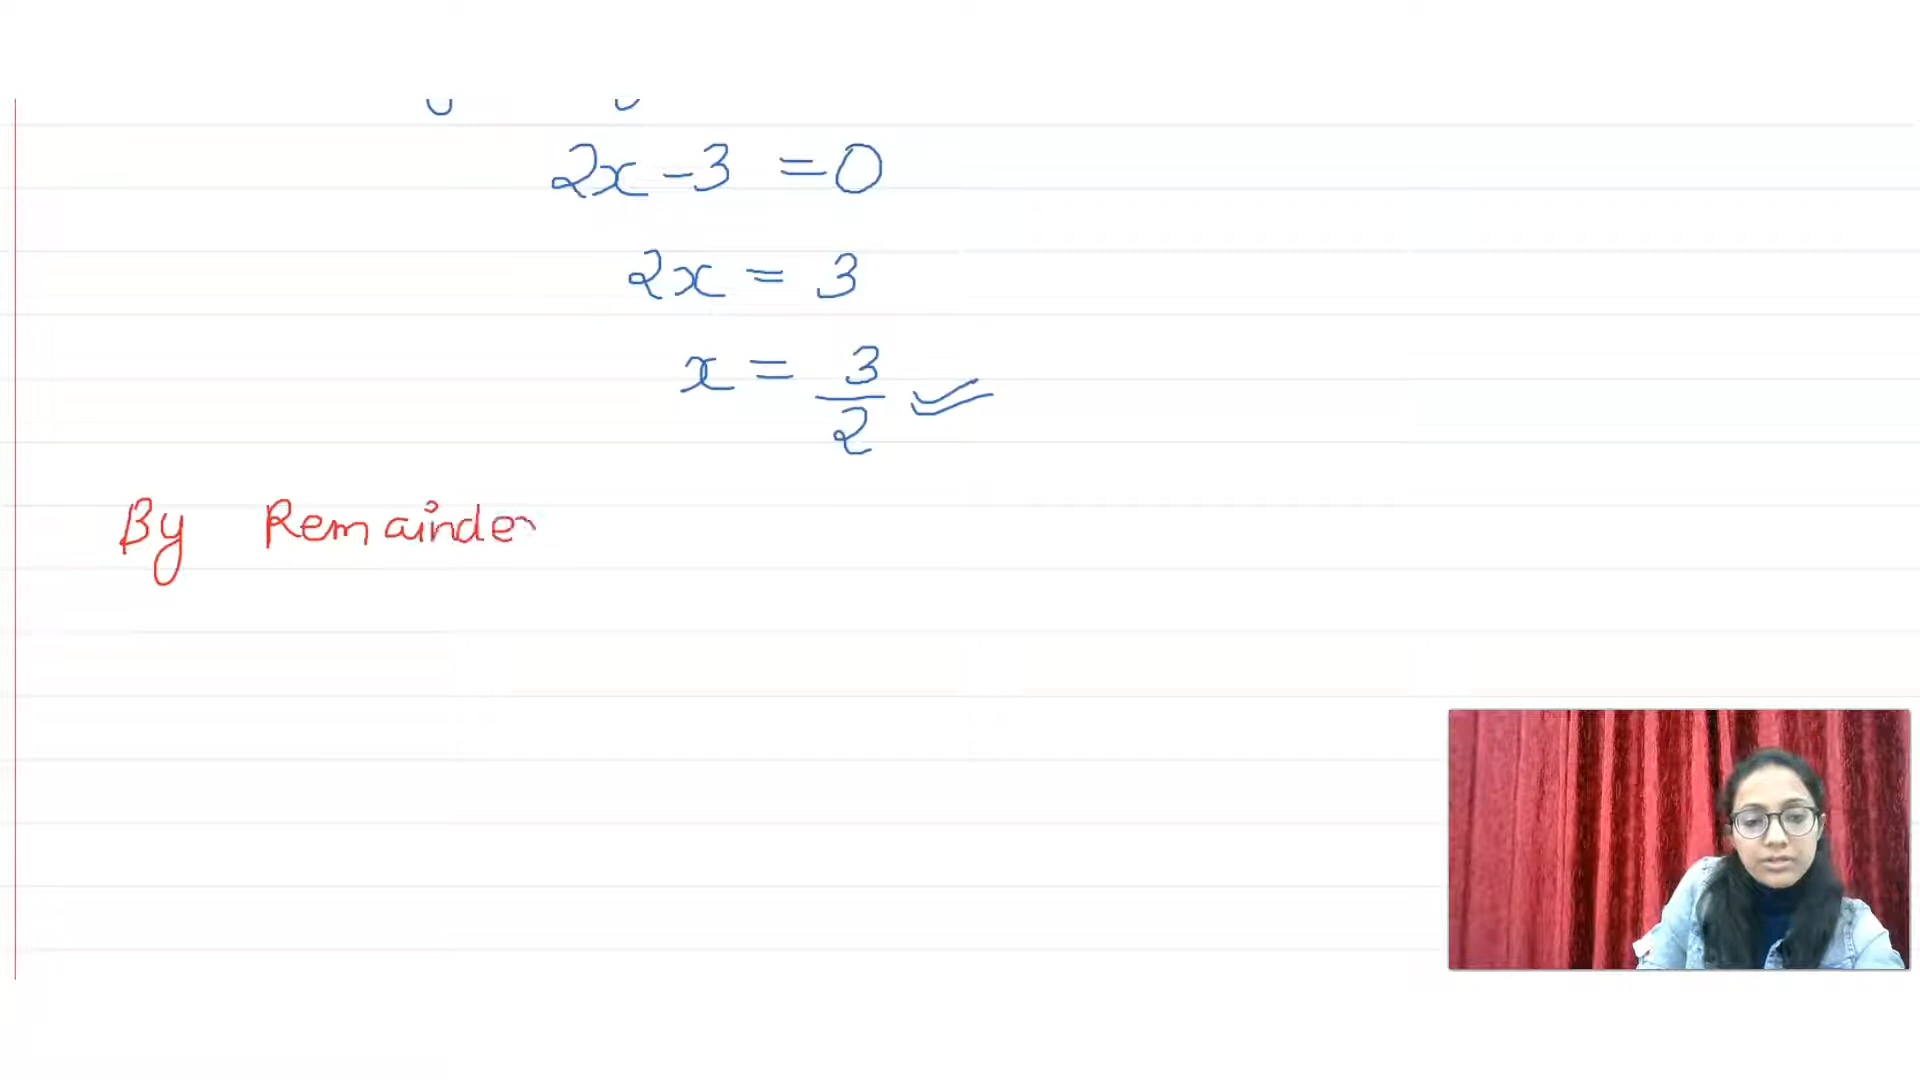 2x - 3 = 0
2x = 3
x = 3/2
By Remainder